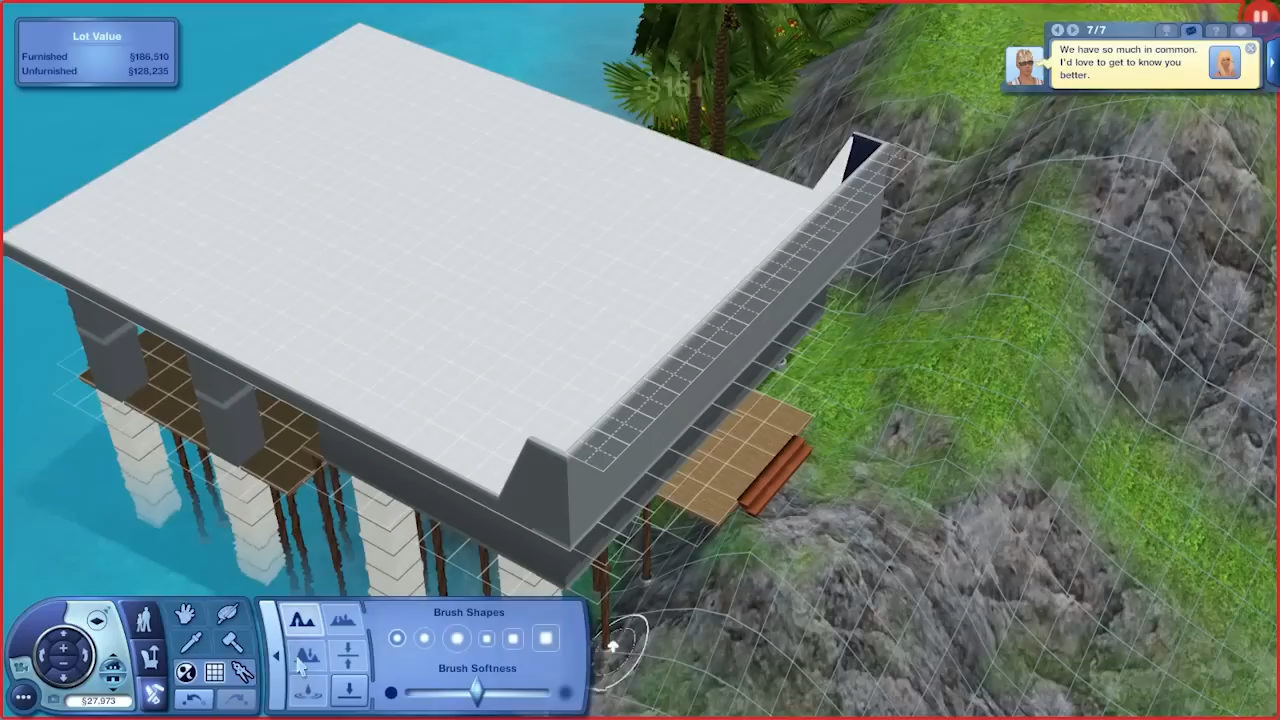 Lot Value
Furnished §186,510
Unfurnished §128,235
-§161
7/7
?
We have so much in common.
I'd love to get to know you
better.
Brush Shapes
Brush Softness
§27,973